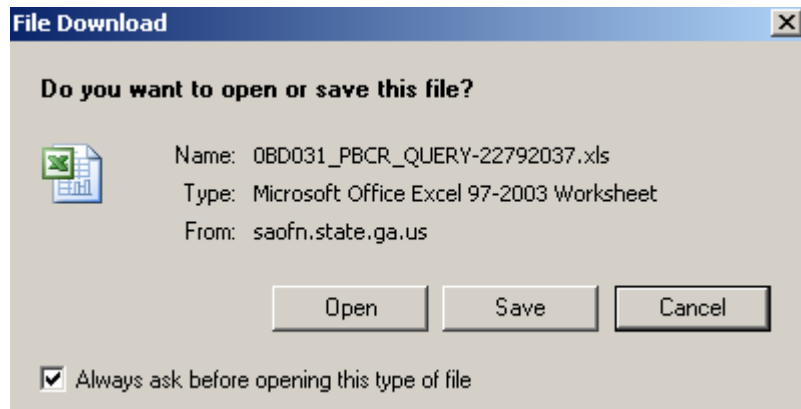 File Download
Do you want to open or save this file?
Name: 0BD031_PBCR_QUERY-22792037.xls
Type: Microsoft Office Excel 97-2003 Worksheet
From: saofn.state.ga.us
Open Save Cancel
Always ask before opening this type of file